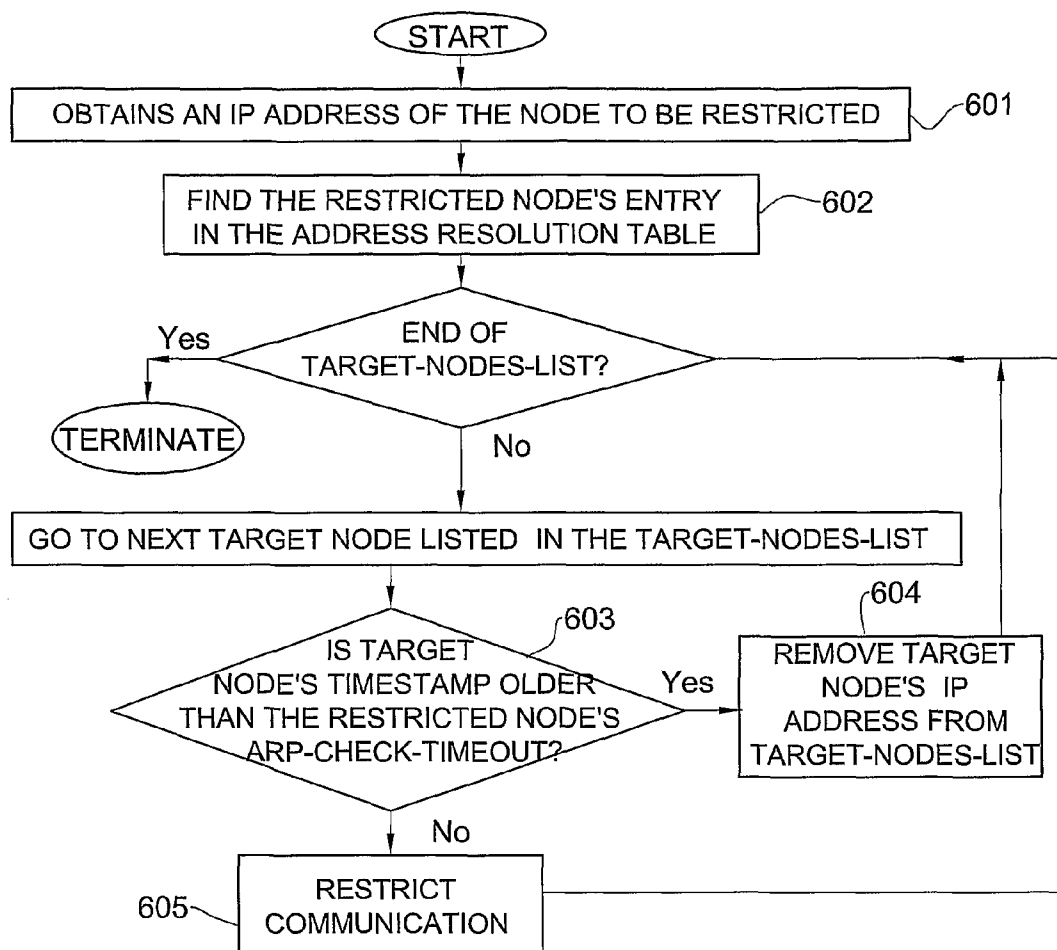 START
OBTAINS AN IP ADDRESS OF THE NODE TO BE RESTRICTED
601
FIND THE RESTRICTED NODE'S ENTRY
IN THE ADDRESS RESOLUTION TABLE
602
END OF
TARGET-NODES-LIST?
Yes
TERMINATE
No
GO TO NEXT TARGET NODE LISTED IN THE TARGET-NODES-LIST
603
IS TARGET
NODE'S TIMESTAMP OLDER
THAN THE RESTRICTED NODE'S
ARP-CHECK-TIMEOUT?
Yes
604
REMOVE TARGET
NODE'S IP
ADDRESS FROM
TARGET-NODES-LIST
No
RESTRICT
COMMUNICATION
605